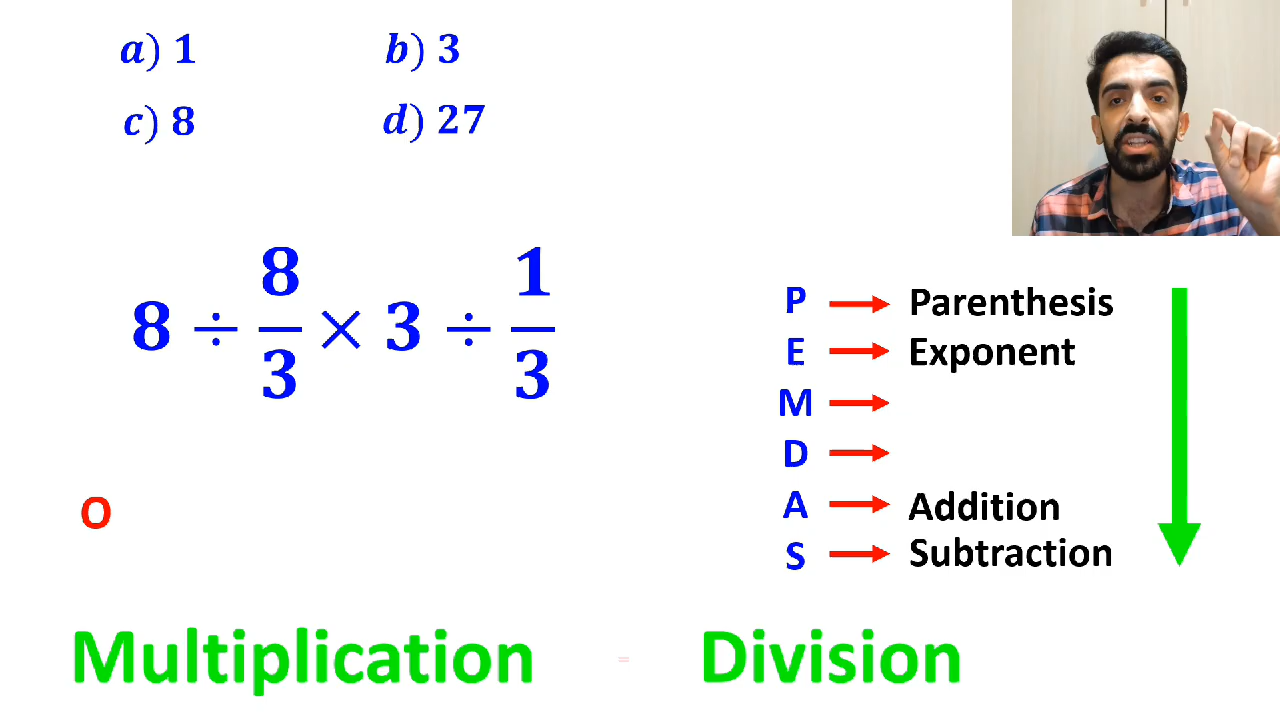 a) 1 b) 3
c) 8 d) 27
8 ÷ 8/3 × 3 ÷ 1/3
P → Parenthesis
E → Exponent
M →
D →
A → Addition
S → Subtraction
O
Multiplication = Division